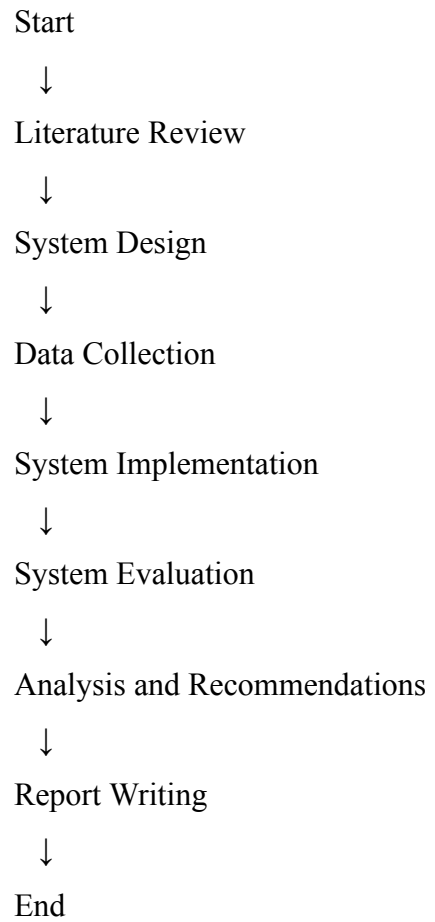 Start
↓
Literature Review
↓
System Design
↓
Data Collection
↓
System Implementation
↓
System Evaluation
↓
Analysis and Recommendations
↓
Report Writing
↓
End